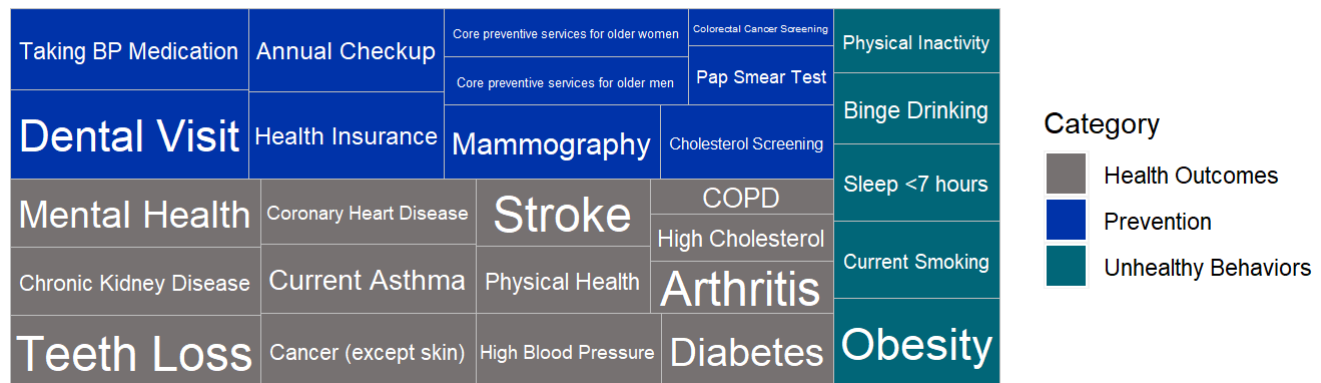 Taking BP Medication
Annual Checkup
Core preventive services for older women
Colorectal Cancer Screening
Physical Inactivity
Core preventive services for older men
Pap Smear Test
Binge Drinking
Dental Visit
Health Insurance
Mammography
Cholesterol Screening
Sleep <7 hours
Mental Health
Coronary Heart Disease
Stroke
COPD
High Cholesterol
Current Smoking
Chronic Kidney Disease
Current Asthma
Physical Health
Arthritis
Teeth Loss
Cancer (except skin)
High Blood Pressure
Diabetes
Obesity
Category
Health Outcomes
Prevention
Unhealthy Behaviors